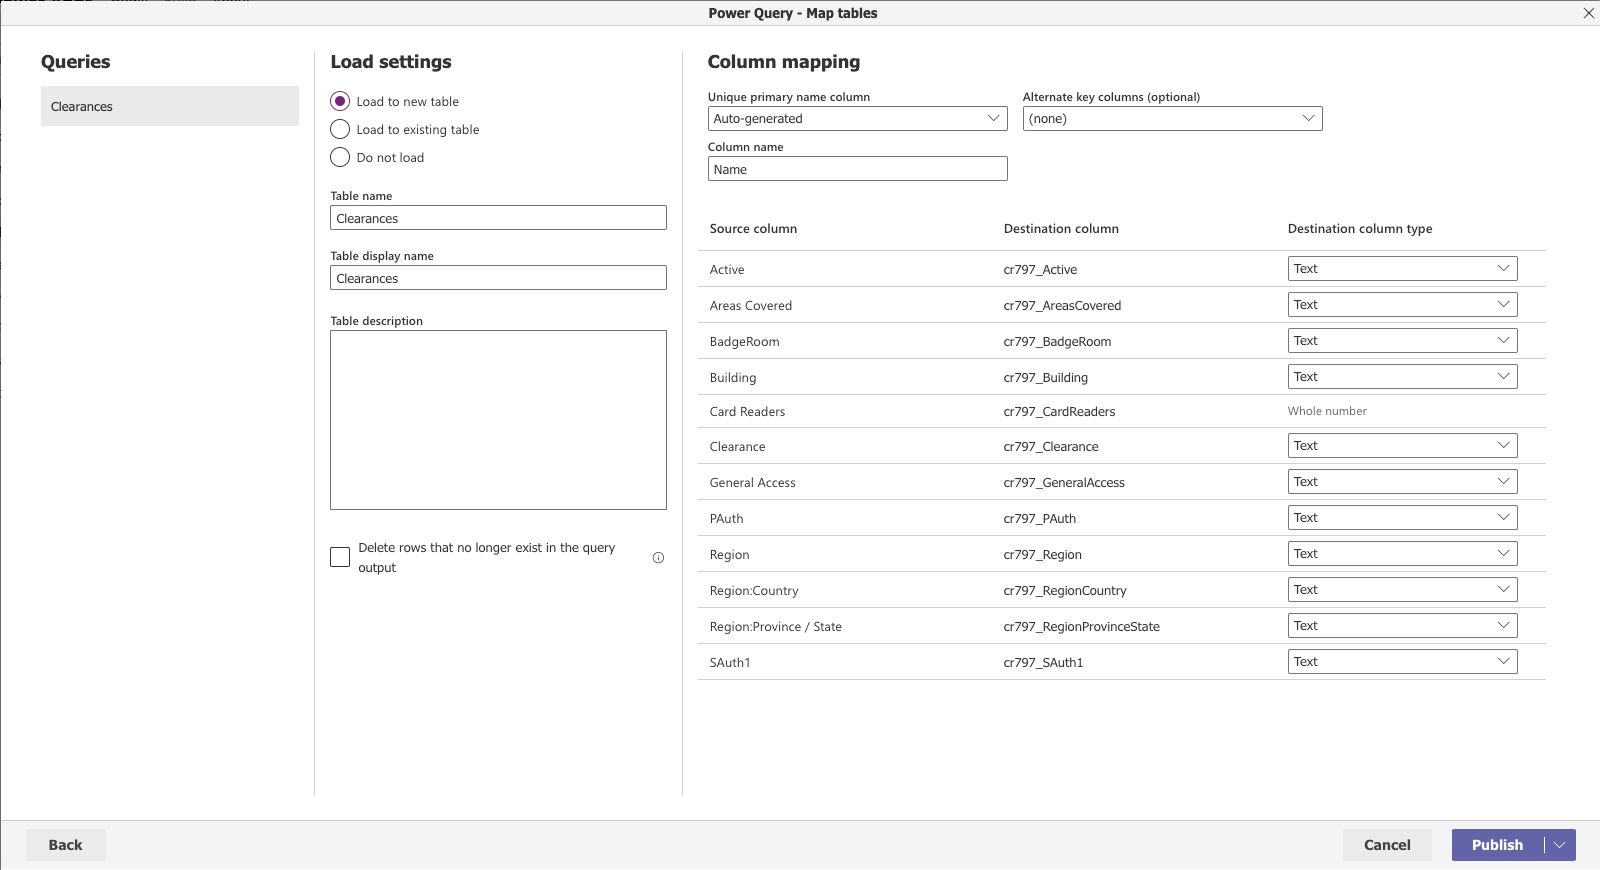 Power Query - Map tables
Queries
Clearances
Load settings
Load to new table
Load to existing table
Do not load
Table name
Clearances
Table display name
Clearances
Table description
Delete rows that no longer exist in the query
output
Column mapping
Unique primary name column
Alternate key columns (optional)
Auto-generated
(none)
Column name
Name
Source column Destination column Destination column type
Active cr797_Active Text
Areas Covered cr797_AreasCovered Text
BadgeRoom cr797_BadgeRoom Text
Building cr797_Building Text
Card Readers cr797_CardReaders Whole number
Clearance cr797_Clearance Text
General Access cr797_GeneralAccess Text
PAuth cr797_PAuth Text
Region cr797_Region Text
Region:Country cr797_RegionCountry Text
Region:Province / State cr797_RegionProvinceState Text
SAuth1 cr797_SAuth1 Text
Back
Cancel
Publish